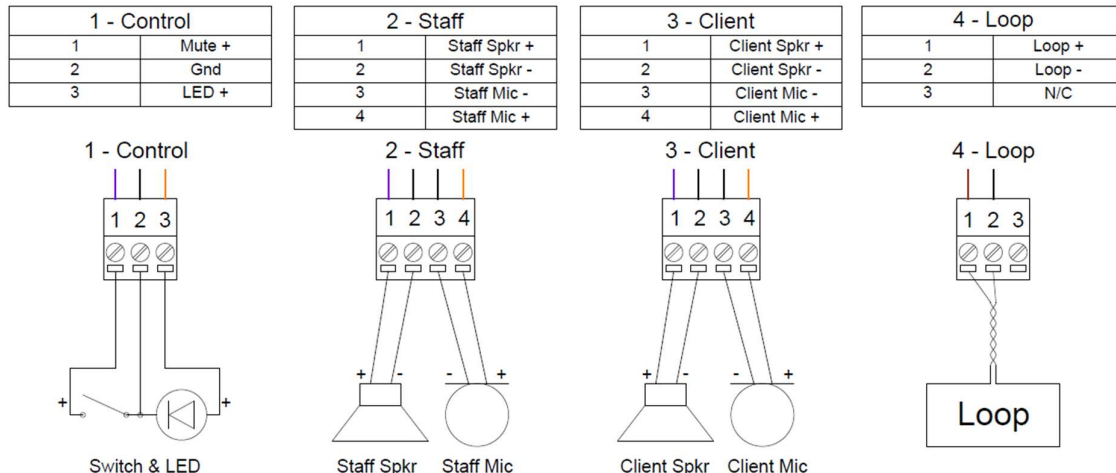 1 - Control
1 Mute +
2 Gnd
3 LED +
2 - Staff
1 Staff Spkr +
2 Staff Spkr -
3 Staff Mic -
4 Staff Mic +
3 - Client
1 Client Spkr +
2 Client Spkr -
3 Client Mic -
4 Client Mic +
4 - Loop
1 Loop +
2 Loop -
3 N/C
1 - Control
1 2 3
+ +
Switch & LED
2 - Staff
1 2 3 4
+ - - +
Staff Spkr Staff Mic
3 - Client
1 2 3 4
+ - - +
Client Spkr Client Mic
4 - Loop
1 2 3
Loop